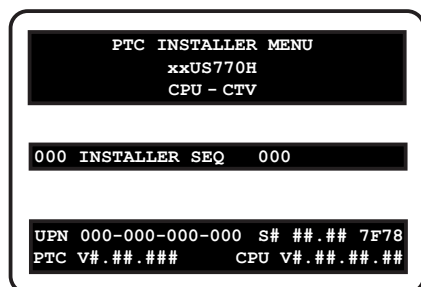 PTC INSTALLER MENU
xxUS770H
CPU - CTV
000 INSTALLER SEQ 000
UPN 000-000-000-000 S# ##.## 7F78
PTC V#.##.### CPU V#.##.##.##